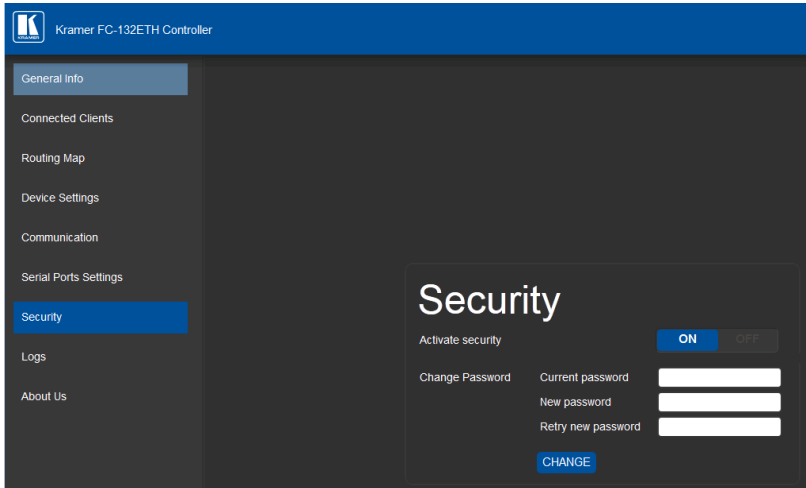 KRAMER
Kramer FC-132ETH Controller
General Info
Connected Clients
Routing Map
Device Settings
Communication
Serial Ports Settings
Security
Logs
About Us
Security
Activate security ON OFF
Change Password Current password
New password
Retry new password
CHANGE